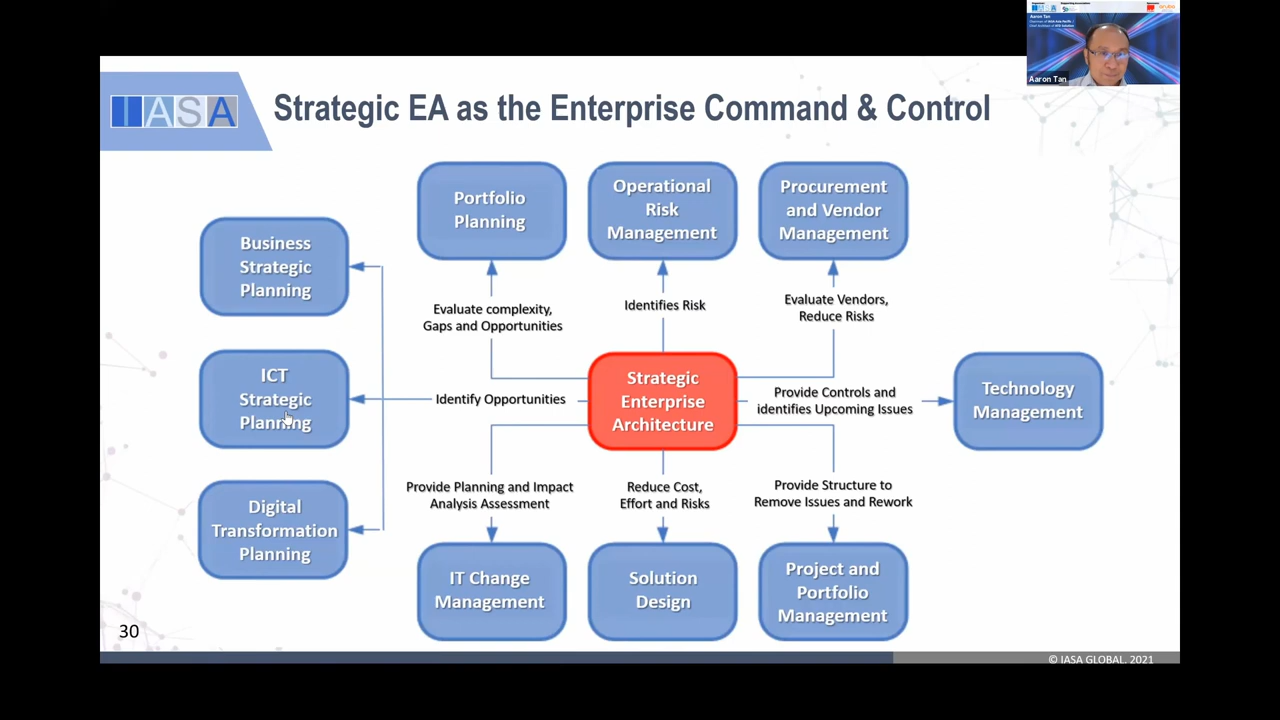 Aaron Tan
Aaron Tan
IASA
Strategic EA as the Enterprise Command & Control
Portfolio
Planning
Operational
Risk
Management
Procurement
and Vendor
Management
Business
Strategic
Planning
Evaluate complexity,
Gaps and Opportunities
Identifies Risk
Evaluate Vendors,
Reduce Risks
ICT
Strategic
Planning
Identify Opportunities
Strategic
Enterprise
Architecture
Provide Controls and
identifies Upcoming Issues
Technology
Management
Provide Planning and Impact
Analysis Assessment
Reduce Cost,
Effort and Risks
Provide Structure to
Remove Issues and Rework
Digital
Transformation
Planning
IT Change
Management
Solution
Design
Project and
Portfolio
Management
30
© IASA GLOBAL. 2021